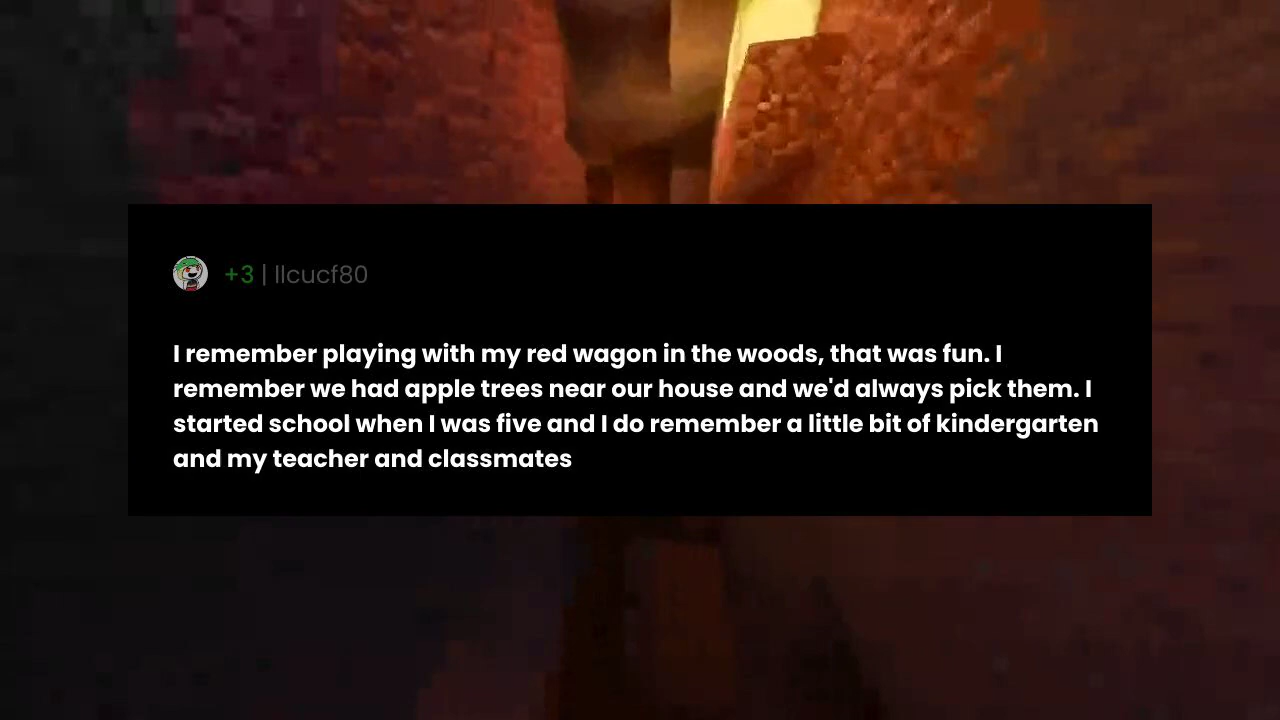 +3 | llcucf80
I remember playing with my red wagon in the woods, that was fun. I
remember we had apple trees near our house and we'd always pick them. I
started school when I was five and I do remember a little bit of kindergarten
and my teacher and classmates